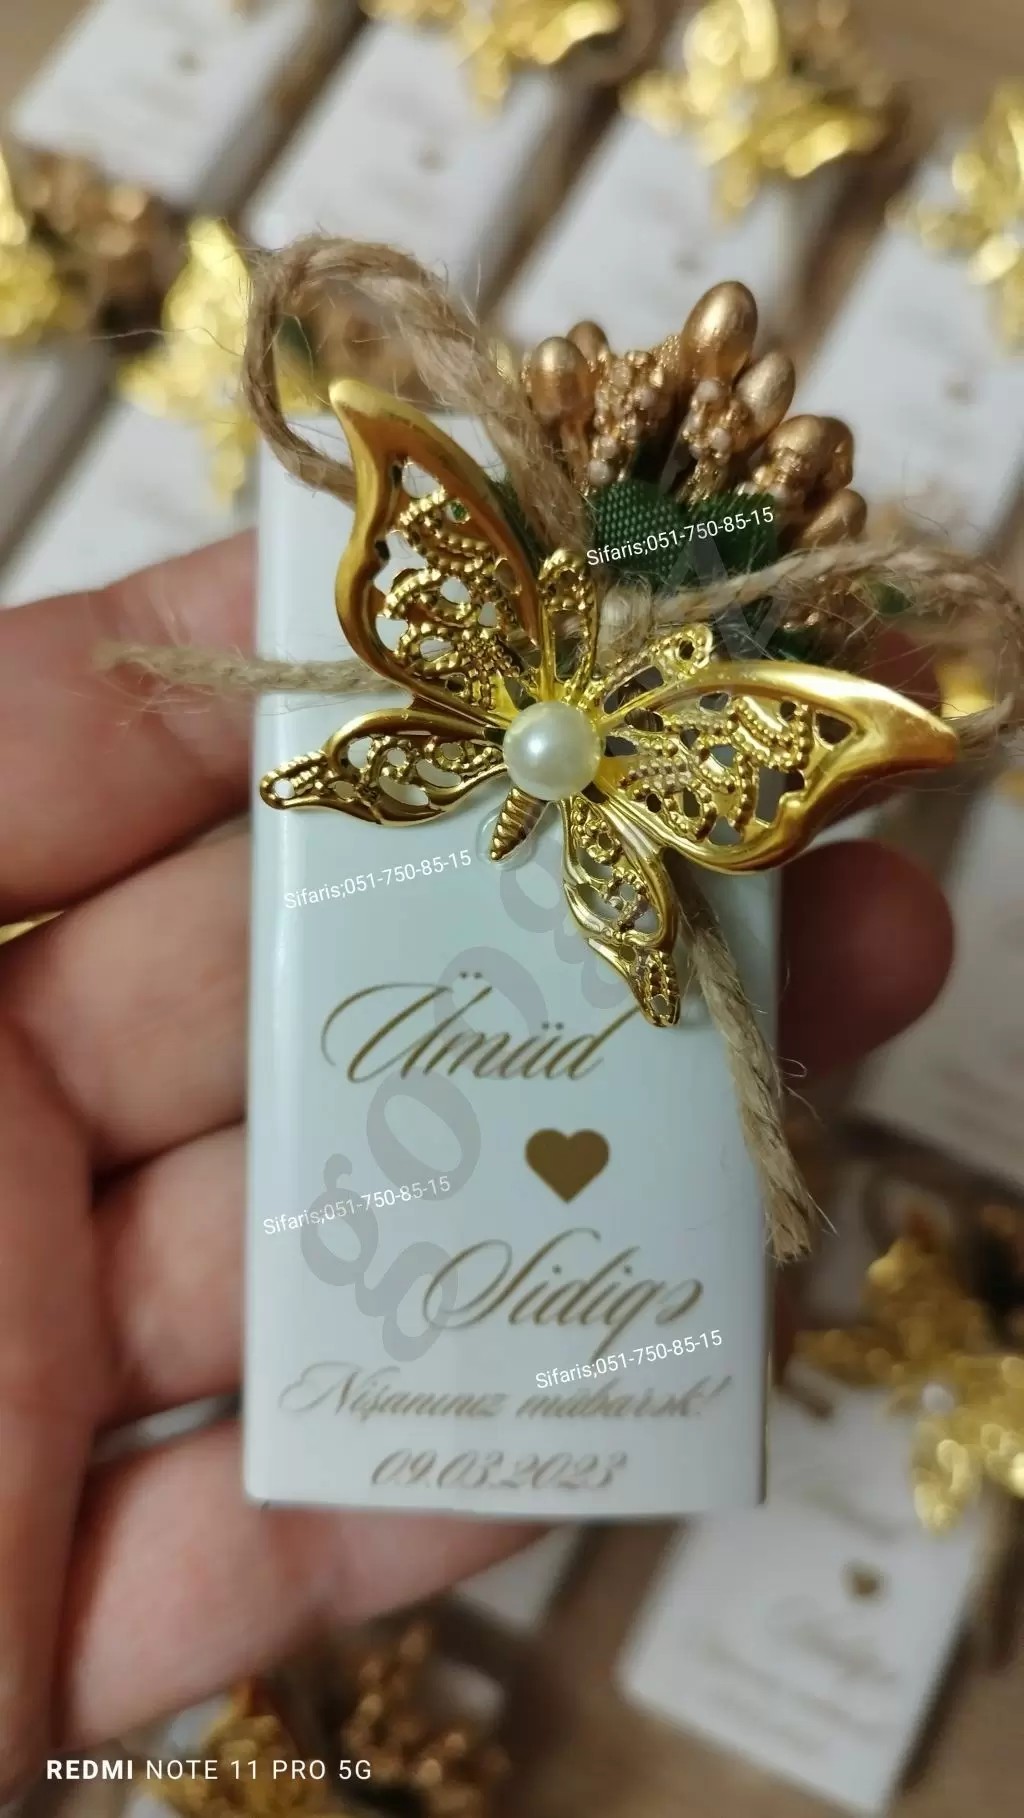 Sifaris;051-750-85-15
Sifaris;051-750-85-15
Ümüd
Sifaris;051-750-85-15
Sidiqə
Sifaris;051-750-85-15
Nişanınız mübarək!
09.03.2023
REDMI NOTE 11 PRO 5G